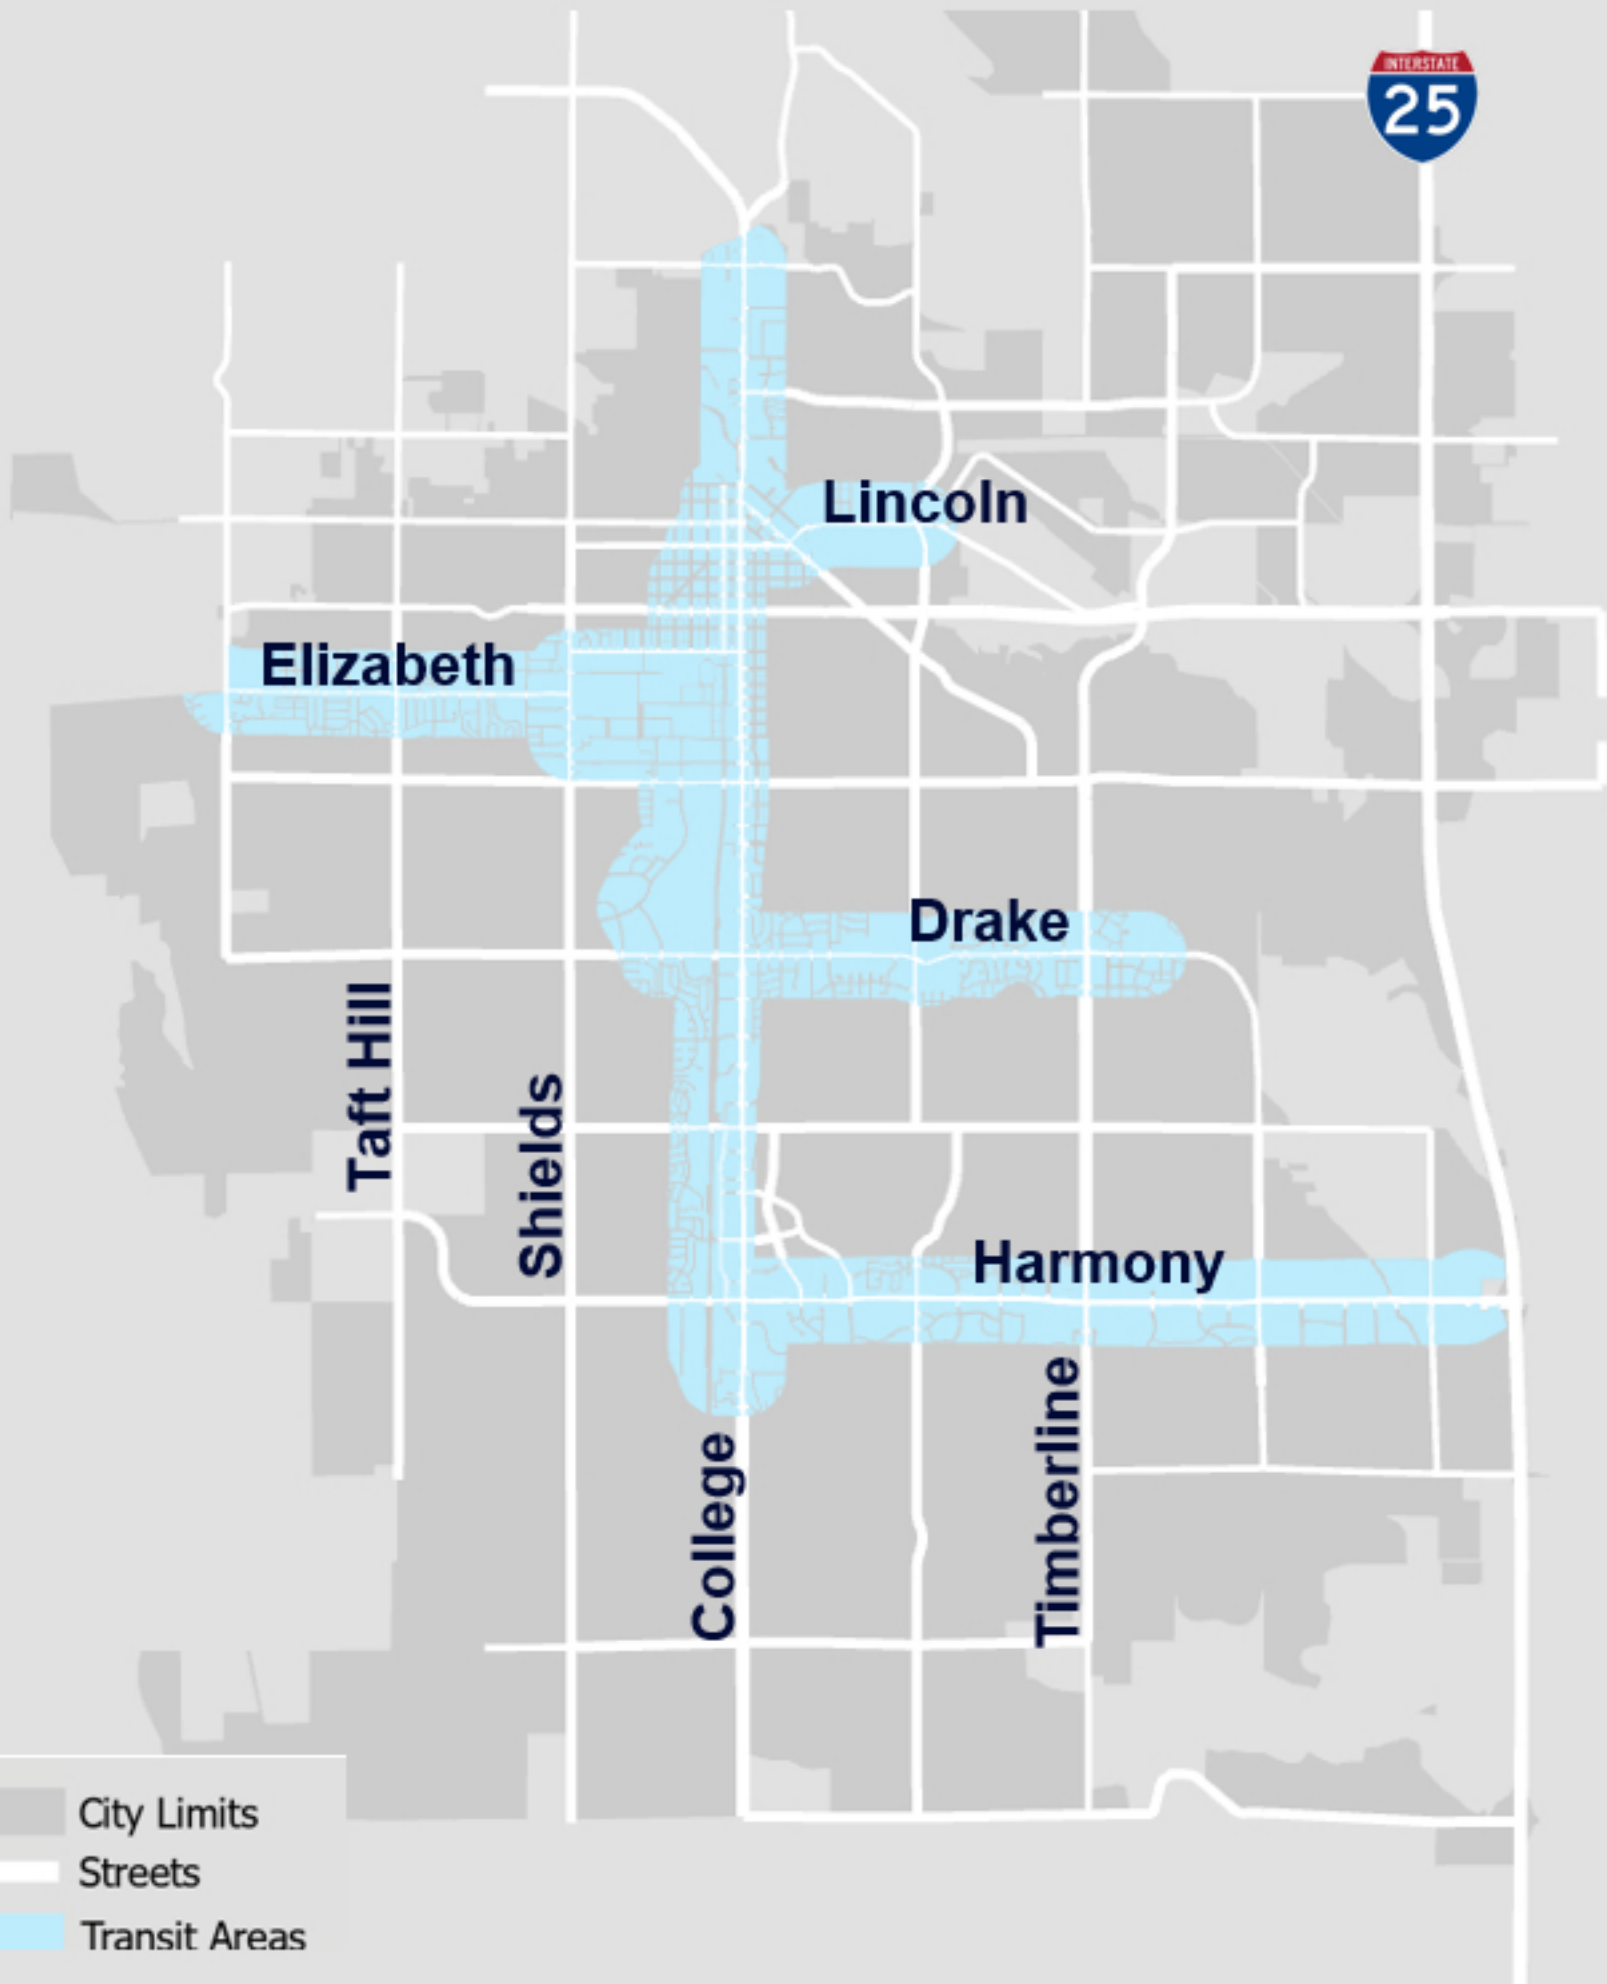 INTERSTATE
25
Lincoln
Elizabeth
Drake
Taft Hill
Shields
Harmony
Timberline
College
City Limits
Streets
Transit Areas